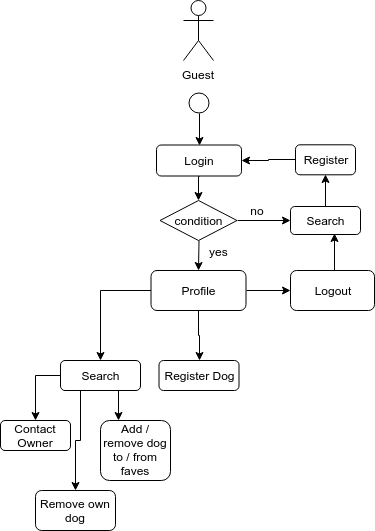 Guest
Login
Register
condition
no
Search
yes
Profile
Logout
Search
Register Dog
Contact
Owner
Add /
remove dog
to / from
faves
Remove own
dog